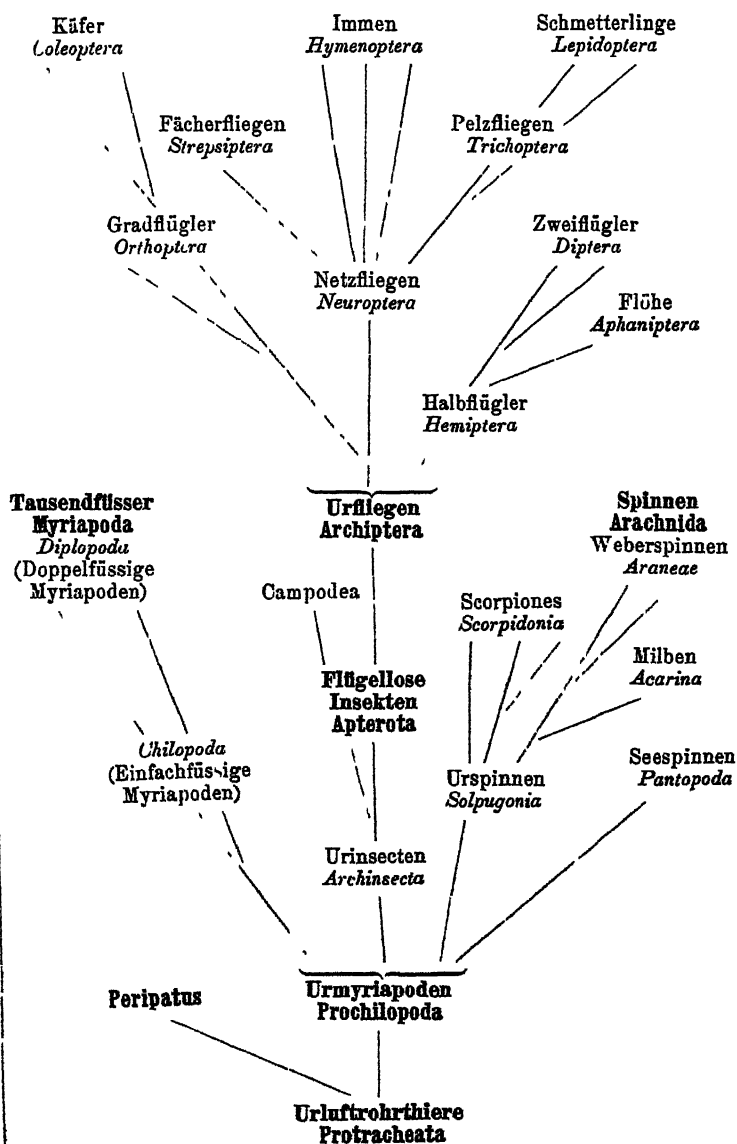 Käfer
Coleoptera
Immen
Hymenoptera
Schmetterlinge
Lepidoptera
Fächerfliegen
Strepsiptera
Pelzfliegen
Trichoptera
Gradflügler
Orthoptera
Zweiflügler
Diptera
Netzfliegen
Neuroptera
Flöhe
Aphaniptera
Halbflügler
Hemiptera
Tausendfüsser
Myriapoda
Diplopoda
(Doppelfüssige
Myriapoden)
Urfliegen
Archiptera
Spinnen
Arachnida
Weberspinnen
Araneae
Campodea
Scorpiones
Scorpidonia
Milben
Acarina
Flügellose
Insekten
Apterota
Chilopoda
(Einfachfüssige
Myriapoden)
Urspinnen
Solpugonia
Seespinnen
Pantopoda
Urinsecten
Archinsecta
Peripatus
Urmyriapoden
Prochilopoda
Urluftrohrthiere
Protracheata